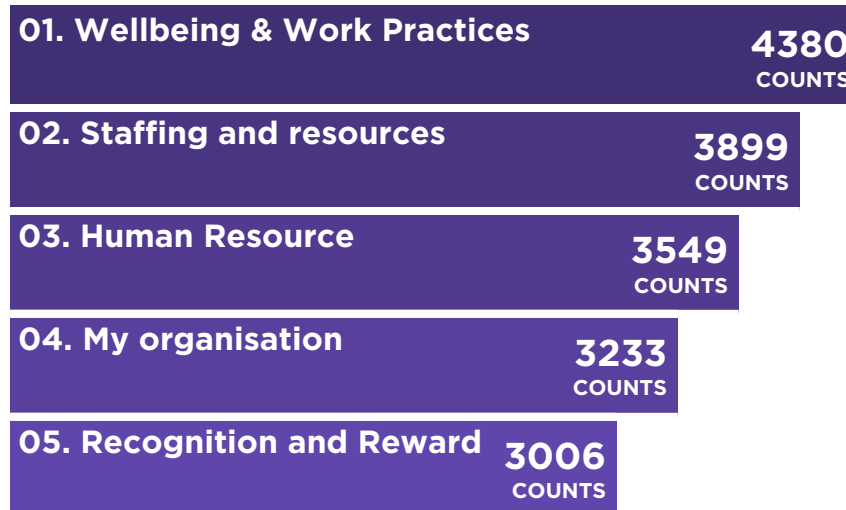 01. Wellbeing & Work Practices
4380
COUNTS
02. Staffing and resources
3899
COUNTS
03. Human Resource
3549
COUNTS
04. My organisation
3233
COUNTS
05. Recognition and Reward
3006
COUNTS